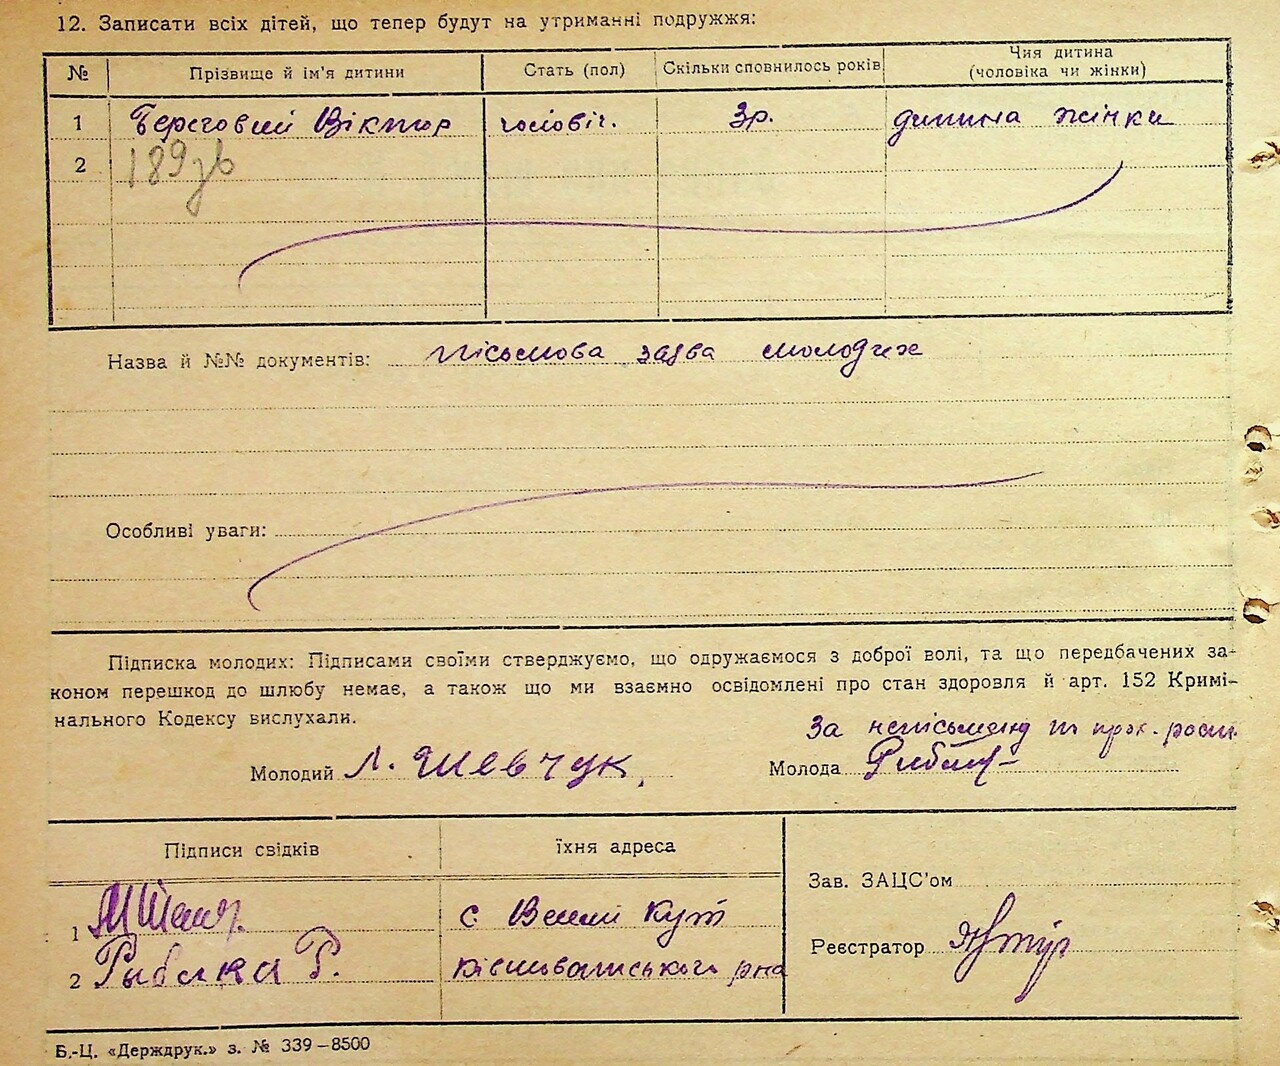 12. Записати всіх дітей, що тепер будут на утриманні подружжя:
№ Прізвище й ім'я дитини Стать (пол) Скільки сповнилось років Чия дитина (чоловіка чи жінки)
1 Береговий Віктор чоловіч. 3р. дитина жінки
2 189
Назва й №№ документів: письмова заява молодих
Особливі уваги:
Підписка молодих: Підписами своїми стверджуємо, що одружаємося з доброї волі, та що передбачених за-
коном перешкод до шлюбу немає, а також що ми взаємно освідомлені про стан здоровля й арт. 152 Кримі-
нального Кодексу вислухали.
За неписьменну
Молодий Л. Шевчук, Молода
Підписи свідків їхня адреса
Зав. ЗАЦС'ом
1 с. Кут
Реєстратор
2 Рыбака Р.
Б.-Ц. «Держдрук.» з. № 339–8500